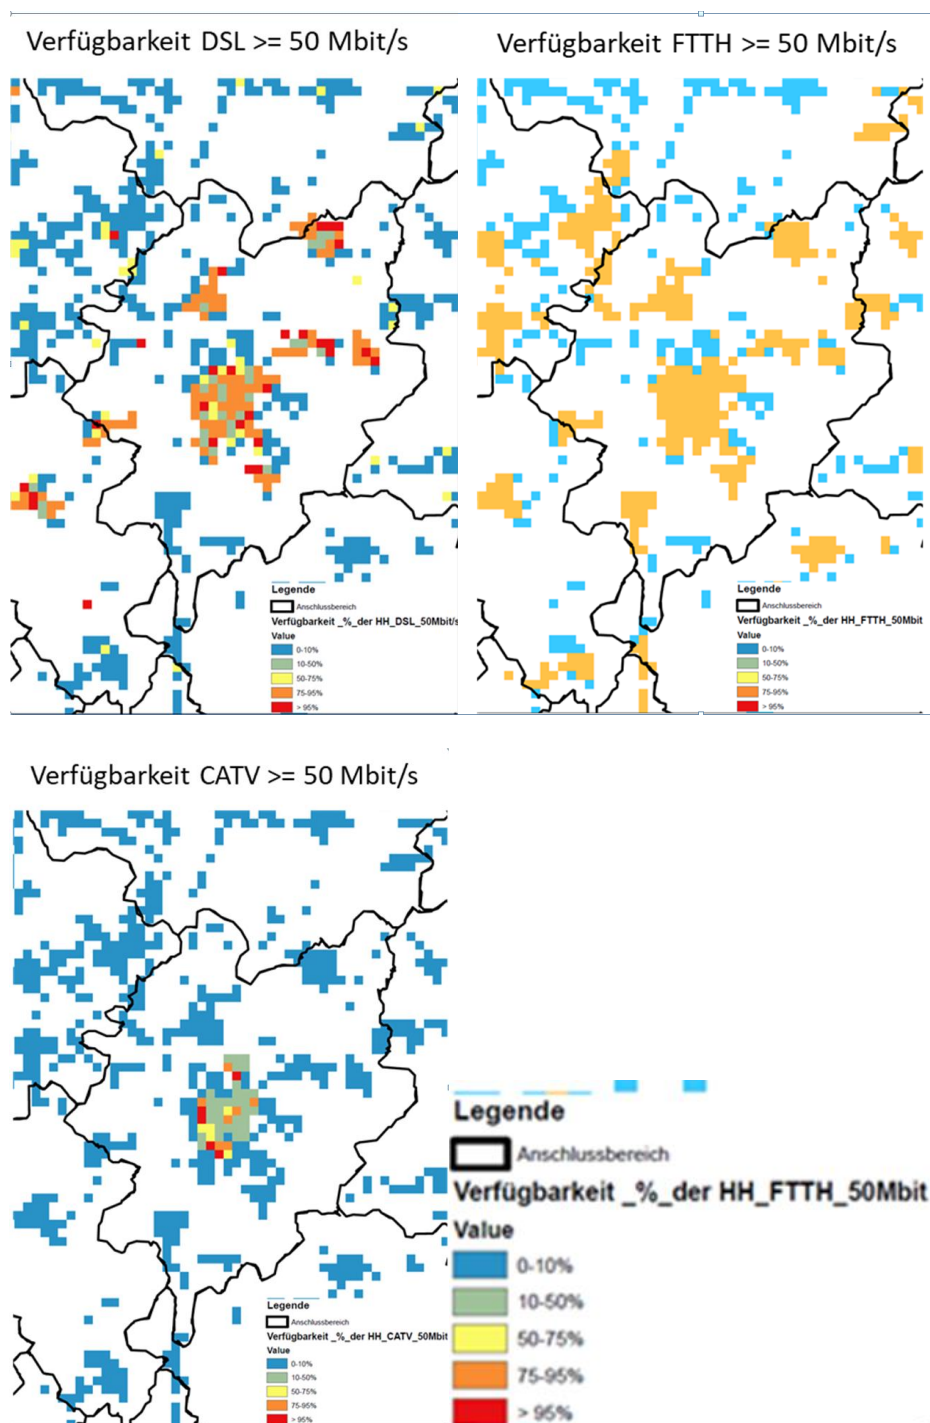 Verfügbarkeit DSL >= 50 Mbit/s
Verfügbarkeit FTTH >= 50 Mbit/s
Legende
Anschlussbereich
Verfügbarkeit _%_der HH_DSL_50Mbit/s
Value
0-10%
10-50%
50-75%
75-95%
> 95%
Legende
Anschlussbereich
Verfügbarkeit _%_der HH_FTTH_50Mbit
Value
0-10%
10-50%
50-75%
75-95%
> 95%
Verfügbarkeit CATV >= 50 Mbit/s
Legende
Anschlussbereich
Verfügbarkeit _%_der HH_CATV_50Mbit
Value
0-10%
10-50%
50-75%
75-95%
> 95%
Legende
Anschlussbereich
Verfügbarkeit _%_der HH_FTTH_50Mbit
Value
0-10%
10-50%
50-75%
75-95%
> 95%